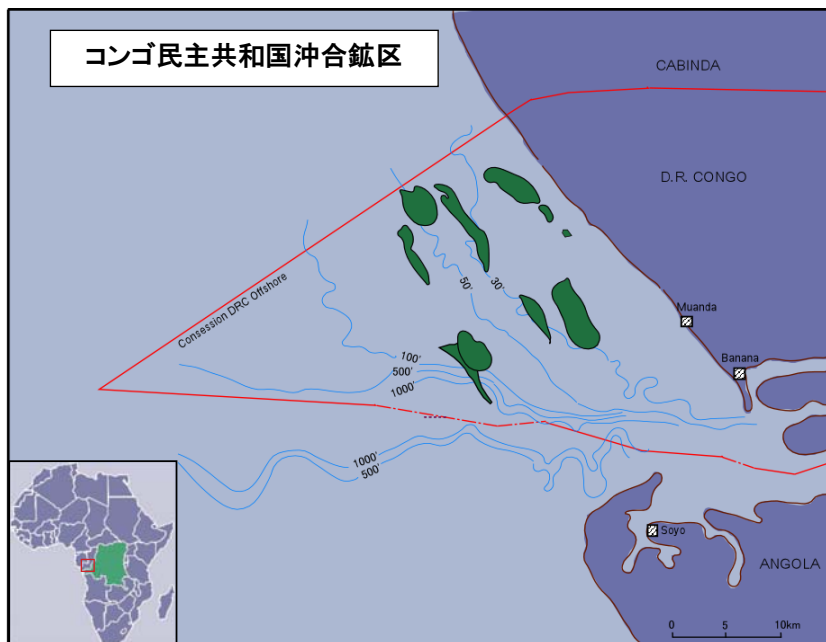 コンゴ民主共和国沖合鉱区
CABINDA
D.R. CONGO
Consession DRC Offshore
50'
30'
Muanda
Banana
100'
500'
1000'
1000'
500'
Soyo
ANGOLA
0 5 10km